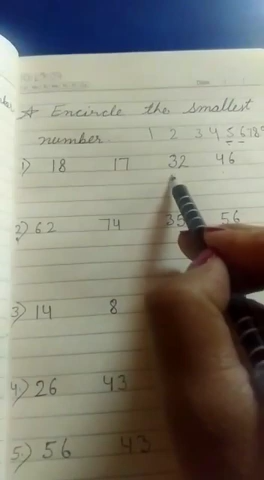 A Encircle the smallest
number. 1 2 3 4 5 6 7 8 9
1) 18 17 32 46
2) 62 74 35 56
3) 14 8
4) 26 43
5) 56 43